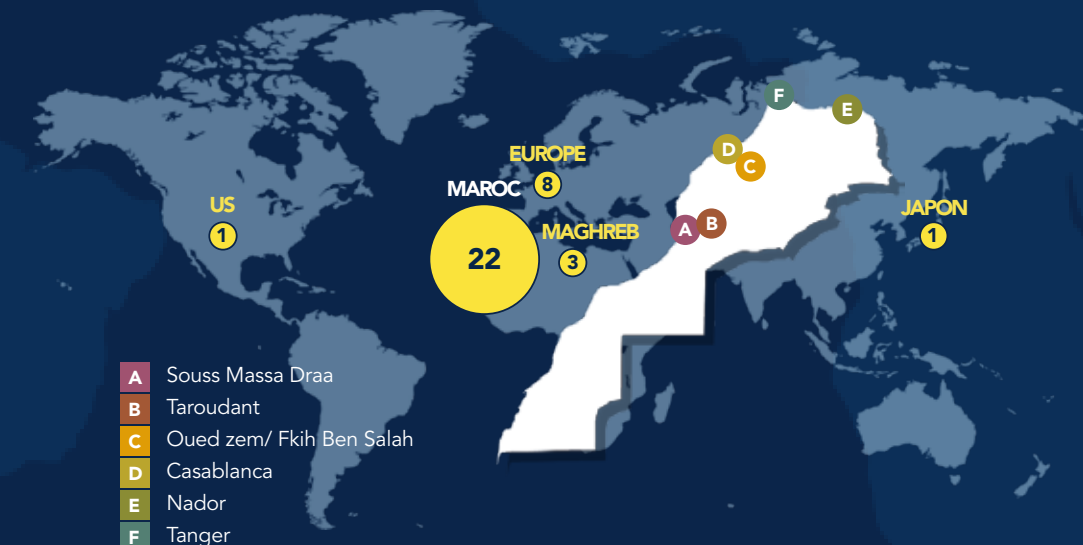 F
E
D
C
EUROPE
8
MAROC
US
1
JAPON
1
MAGHREB
3
A
B
22
A Souss Massa Draa
B Taroudant
C Oued zem/ Fkih Ben Salah
D Casablanca
E Nador
F Tanger